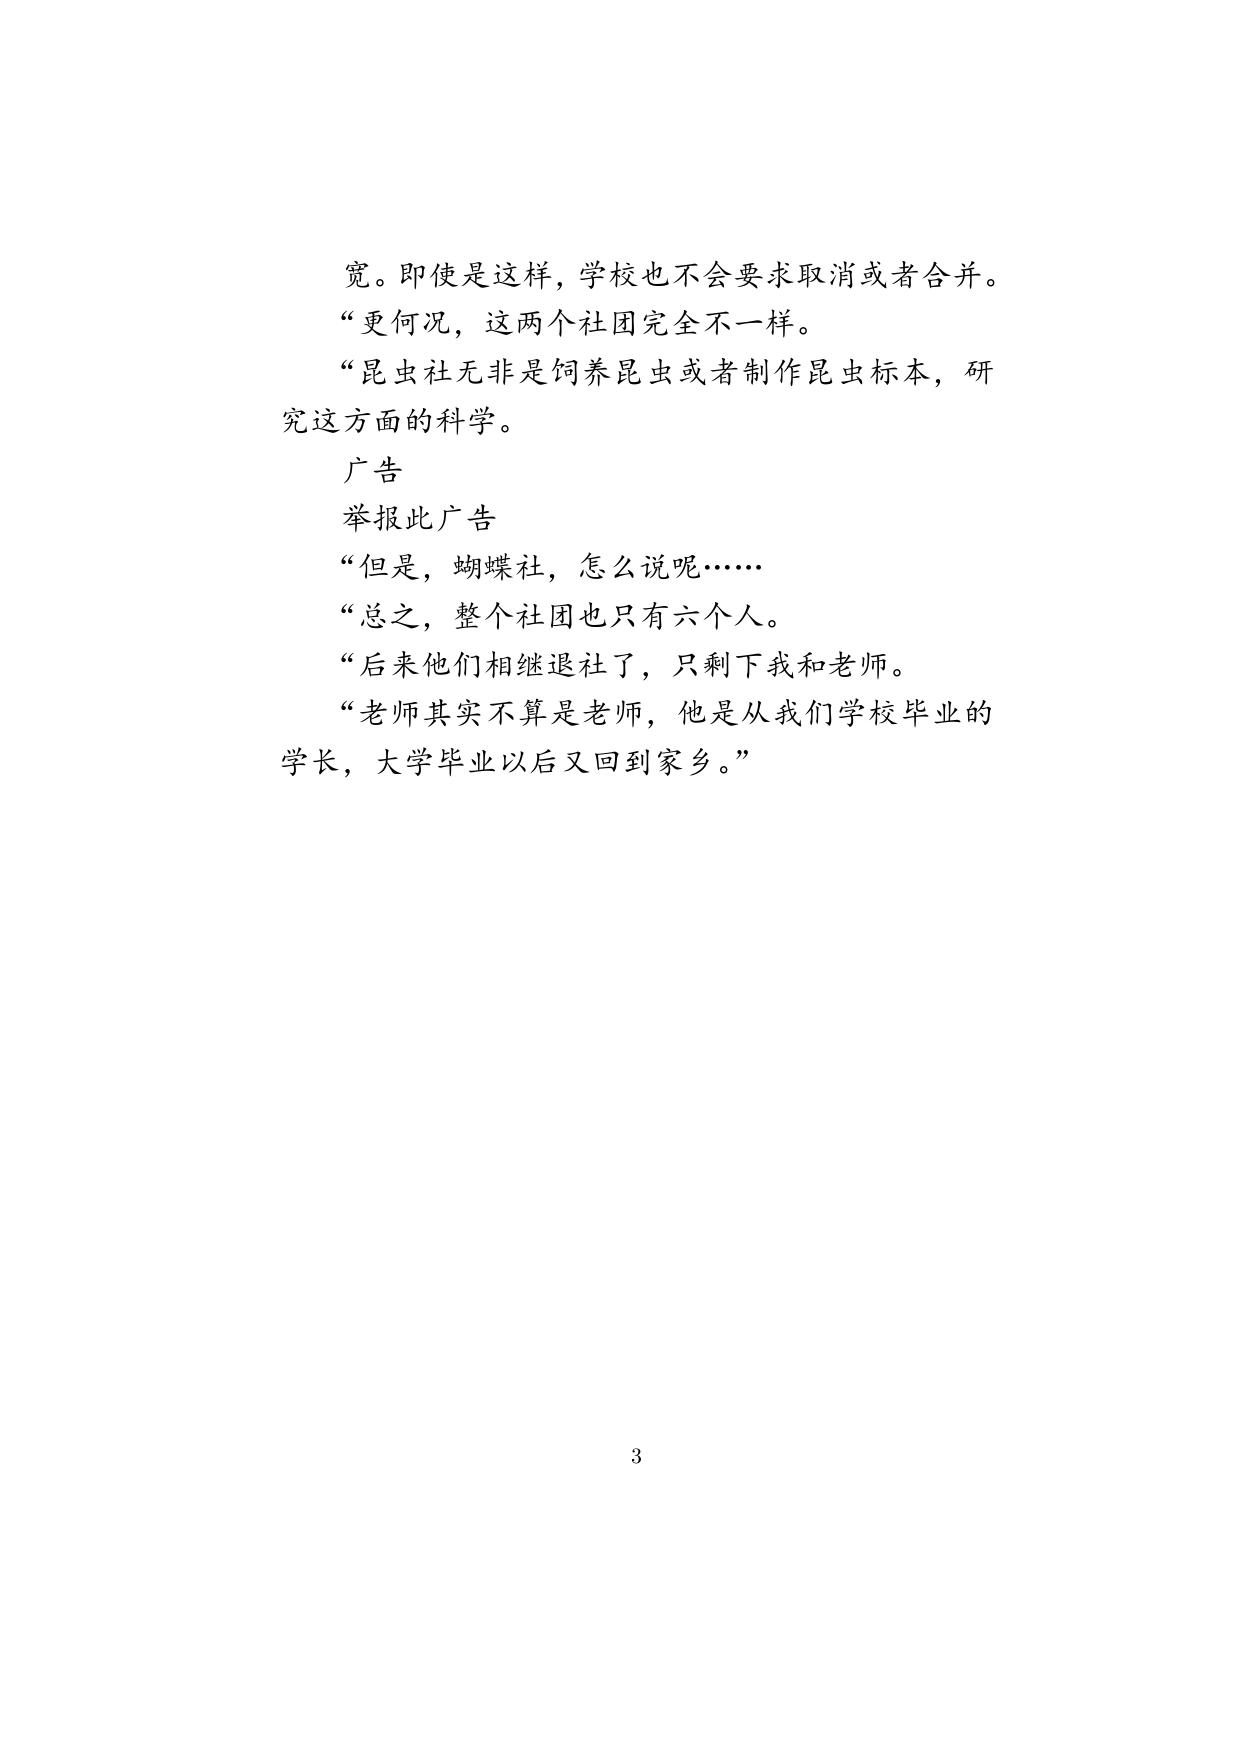 宽。即使是这样，学校也不会要求取消或者合并。
“更何况，这两个社团完全不一样。
“昆虫社无非是饲养昆虫或者制作昆虫标本，研
究这方面的科学。
广告
举报此广告
“但是，蝴蝶社，怎么说呢……
“总之，整个社团也只有六个人。
“后来他们相继退社了，只剩下我和老师。
“老师其实不算是老师，他是从我们学校毕业的
学长，大学毕业以后又回到家乡。”
3